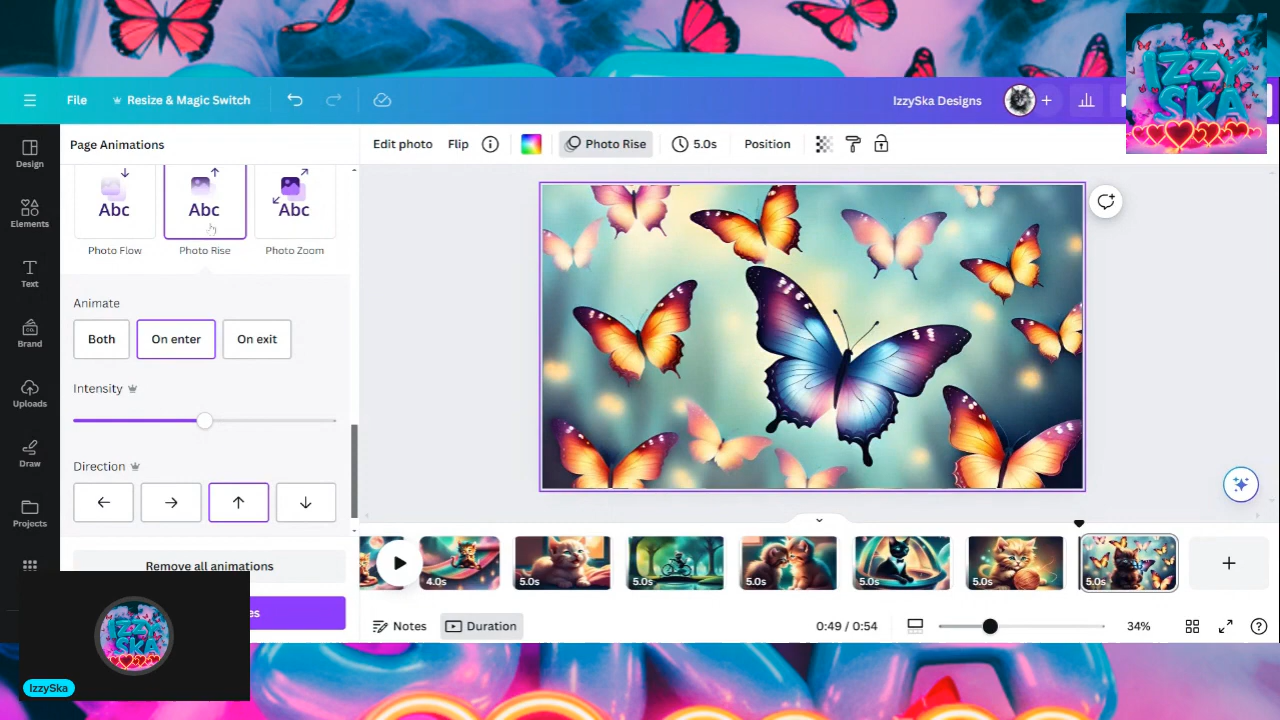 File
Resize & Magic Switch
IzzySka Designs
IZZY
SKA
Design
Elements
Text
Brand
Uploads
Draw
Projects
Page Animations
Abc
Abc
Abc
Photo Flow
Photo Rise
Photo Zoom
Animate
Both
On enter
On exit
Intensity
Direction
Remove all animations
es
Edit photo
Flip
Photo Rise
5.0s
Position
4.0s
5.0s
5.0s
5.0s
5.0s
5.0s
5.0s
Notes
Duration
0:49 / 0:54
34%
IZZY
SKA
IzzySka